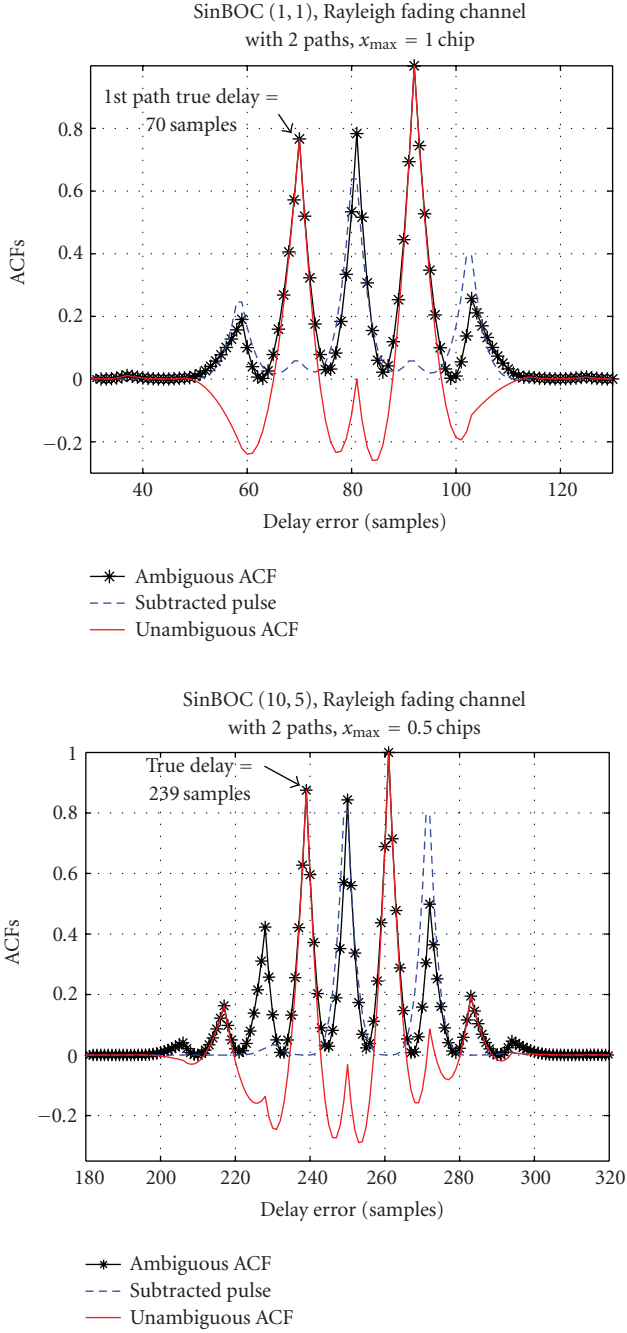 SinBOC (1, 1), Rayleigh fading channel
with 2 paths, x_max = 1 chip
1st path true delay =
70 samples
0.8
0.6
0.4
0.2
0
−0.2
ACFs
40 60 80 100 120
Delay error (samples)
Ambiguous ACF
Subtracted pulse
Unambiguous ACF
SinBOC (10, 5), Rayleigh fading channel
with 2 paths, x_max = 0.5 chips
True delay =
239 samples
1
0.8
0.6
0.4
0.2
0
−0.2
ACFs
180 200 220 240 260 280 300 320
Delay error (samples)
Ambiguous ACF
Subtracted pulse
Unambiguous ACF